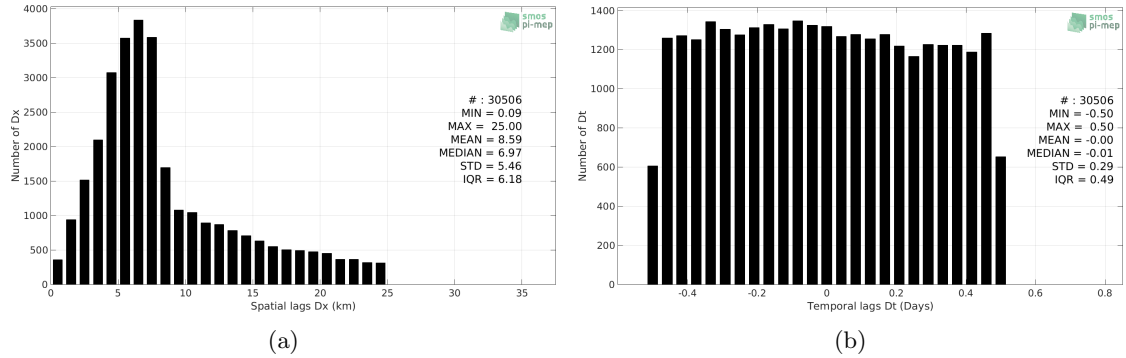 4000
3500
3000
2500
2000
1500
1000
500
0
Number of Dx
0 5 10 15 20 25 30 35
Spatial lags Dx (km)
smos
pi-mep
# : 30506
MIN = 0.09
MAX = 25.00
MEAN = 8.59
MEDIAN = 6.97
STD = 5.46
IQR = 6.18
(a)
1400
1200
1000
800
600
400
200
0
Number of Dt
-0.4 -0.2 0 0.2 0.4 0.6 0.8
Temporal lags Dt (Days)
smos
pi-mep
# : 30506
MIN = -0.50
MAX = 0.50
MEAN = -0.00
MEDIAN = -0.01
STD = 0.29
IQR = 0.49
(b)